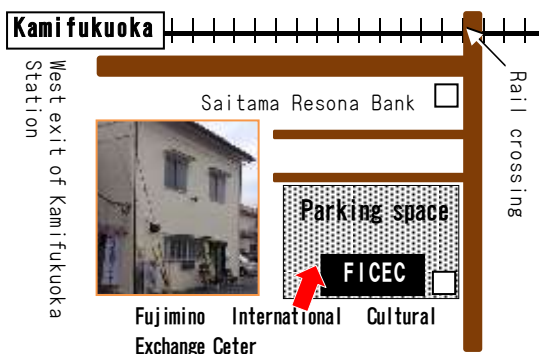 Kamifukuoka
West exit of Kamifukuoka
Station
Rail crossing
Saitama Resona Bank
Parking space
FICEC
Fujimino International Cultural
Exchange Ceter